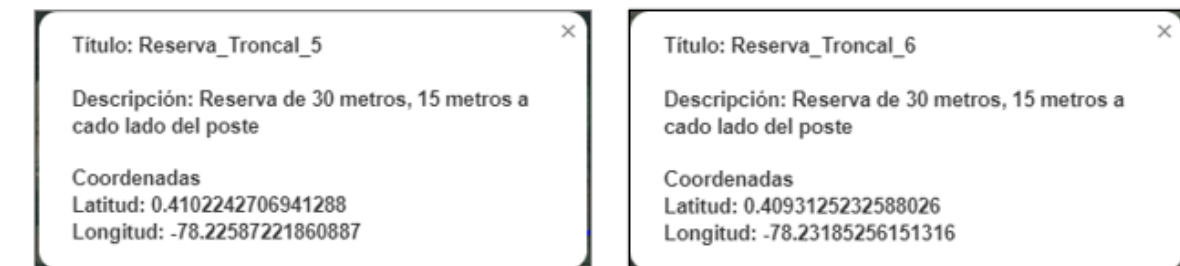 Título: Reserva_Troncal_5
Descripción: Reserva de 30 metros, 15 metros a
cado lado del poste
Coordenadas
Latitud: 0.4102242706941288
Longitud: -78.22587221860887
Título: Reserva_Troncal_6
Descripción: Reserva de 30 metros, 15 metros a
cado lado del poste
Coordenadas
Latitud: 0.4093125232588026
Longitud: -78.23185256151316